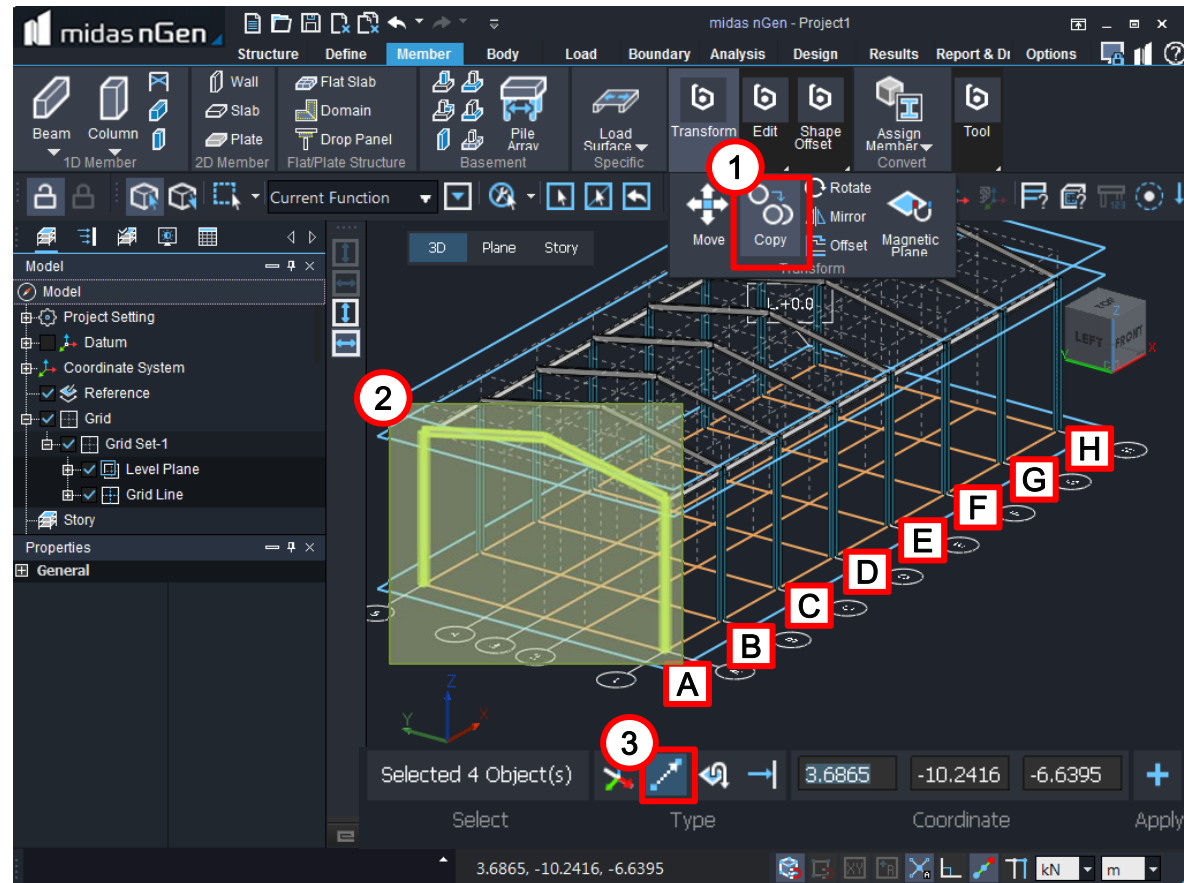 midas nGen
midas nGen - Project1
Structure Define Member Body Load Boundary Analysis Design Results Report & Dr Options
Wall
Slab
Plate
Flat Slab
Domain
Drop Panel
Beam Column
Pile Array
Load Surface
Transform Edit Shape Offset
Assign Member
Tool
1D Member 2D Member Flat/Plate Structure Basement Specific Convert
1
Current Function
Move Copy Rotate
Mirror
Offset
Magnetic Plane
Transform
3D Plane Story
Model
Model
Project Setting
Datum
Coordinate System
Reference
Grid
Grid Set-1
Level Plane
Grid Line
Story
Properties
General
L.+0.0
TOP
LEFT FRONT
Z
X
Y
2
H
G
F
E
D
C
B
A
Z
Y X
3
Selected 4 Object(s) 3.6865 -10.2416 -6.6395
Select Type Coordinate Apply
3.6865, -10.2416, -6.6395 kN m